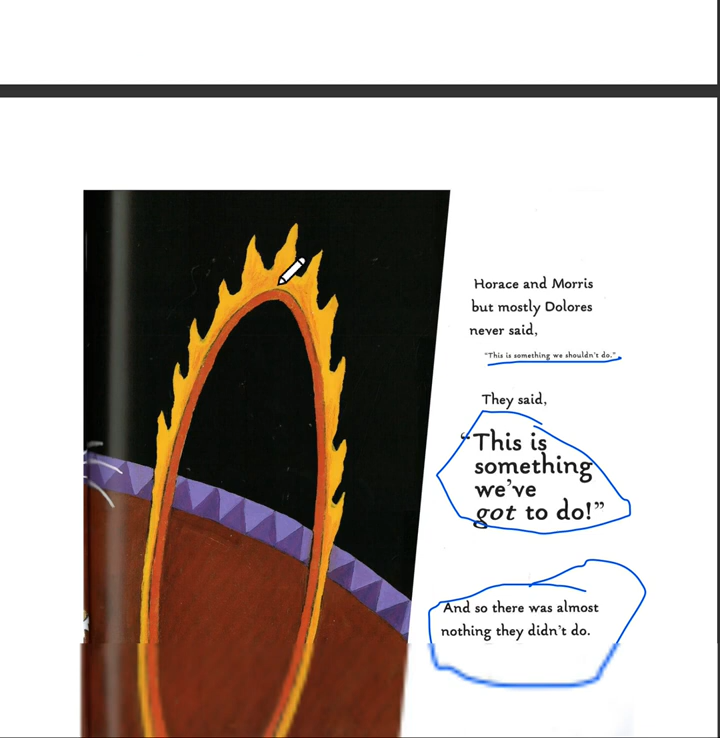 Horace and Morris
but mostly Dolores
never said,
"This is something we shouldn't do."
They said,
"This is
something
we've
got to do!"
And so there was almost
nothing they didn't do.